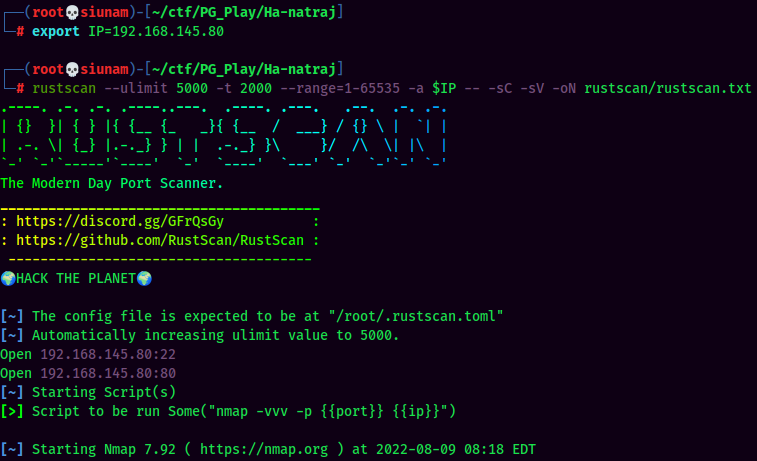 ┌──(root💀siunam)-[~/ctf/PG_Play/Ha-natraj]
└─# export IP=192.168.145.80
┌──(root💀siunam)-[~/ctf/PG_Play/Ha-natraj]
└─# rustscan --ulimit 5000 -t 2000 --range=1-65535 -a $IP -- -sC -sV -oN rustscan/rustscan.txt
.----. .-. .-. .----..---.  .----. .---.   .--.  .-. .-.
| {}  }| { } |{ {__ {_   _}{ {__  /  ___} / {} \ |  `| |
| .-. \| {_} |.-._} } | |  .-._} }\     }/  /\  \| |\  |
`-' `-'`-----'`----'  `-'  `----'  `---' `-'  `-'`-' `-'
The Modern Day Port Scanner.
________________________________________
: https://discord.gg/GFrQsGy           :
: https://github.com/RustScan/RustScan :
 --------------------------------------
🌍HACK THE PLANET🌍
[~] The config file is expected to be at "/root/.rustscan.toml"
[~] Automatically increasing ulimit value to 5000.
Open 192.168.145.80:22
Open 192.168.145.80:80
[~] Starting Script(s)
[>] Script to be run Some("nmap -vvv -p {{port}} {{ip}}")
[~] Starting Nmap 7.92 ( https://nmap.org ) at 2022-08-09 08:18 EDT